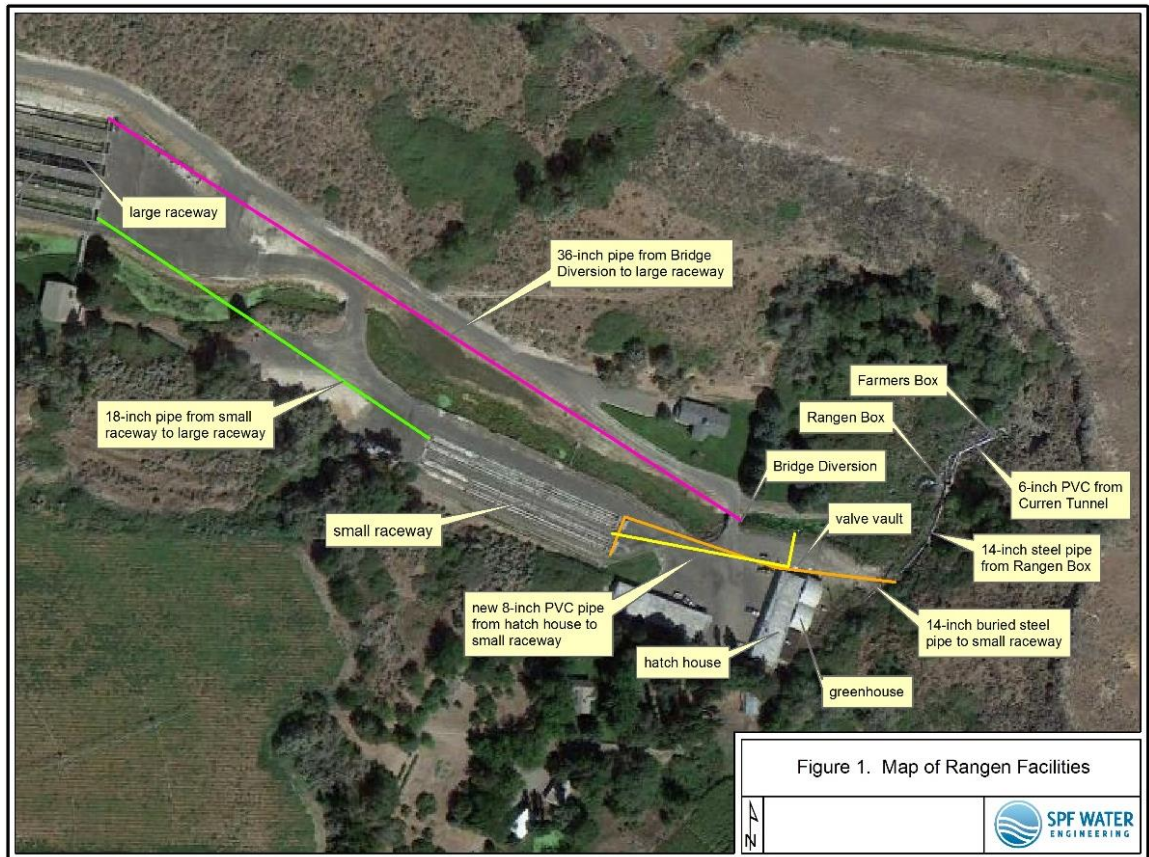 large raceway
36-inch pipe from Bridge
Diversion to large raceway
Farmers Box
Rangen Box
18-inch pipe from small
raceway to large raceway
Bridge Diversion
6-inch PVC from
Curren Tunnel
small raceway
valve vault
14-inch steel pipe
from Rangen Box
new 8-inch PVC pipe
from hatch house to
small raceway
14-inch buried steel
pipe to small raceway
hatch house
greenhouse
Figure 1. Map of Rangen Facilities
N
SPF WATER
ENGINEERING